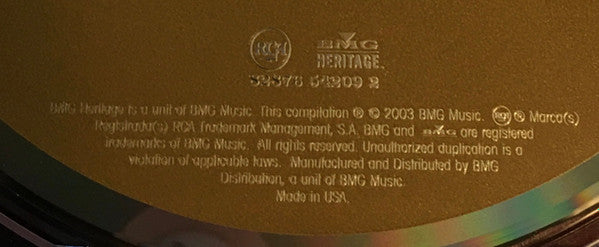 RCA BMG
HERITAGE.
82876 54209 2
BMG Heritage is a unit of BMG Music. This compilation ℗ © 2003 BMG Music. RCA ® Marca(s)
Registrada(s) RCA Trademark Management, S.A. BMG and BMG are registered
trademarks of BMG Music. All rights reserved. Unauthorized duplication is a
violation of applicable laws. Manufactured and Distributed by BMG
Distribution, a unit of BMG Music.
Made in USA.